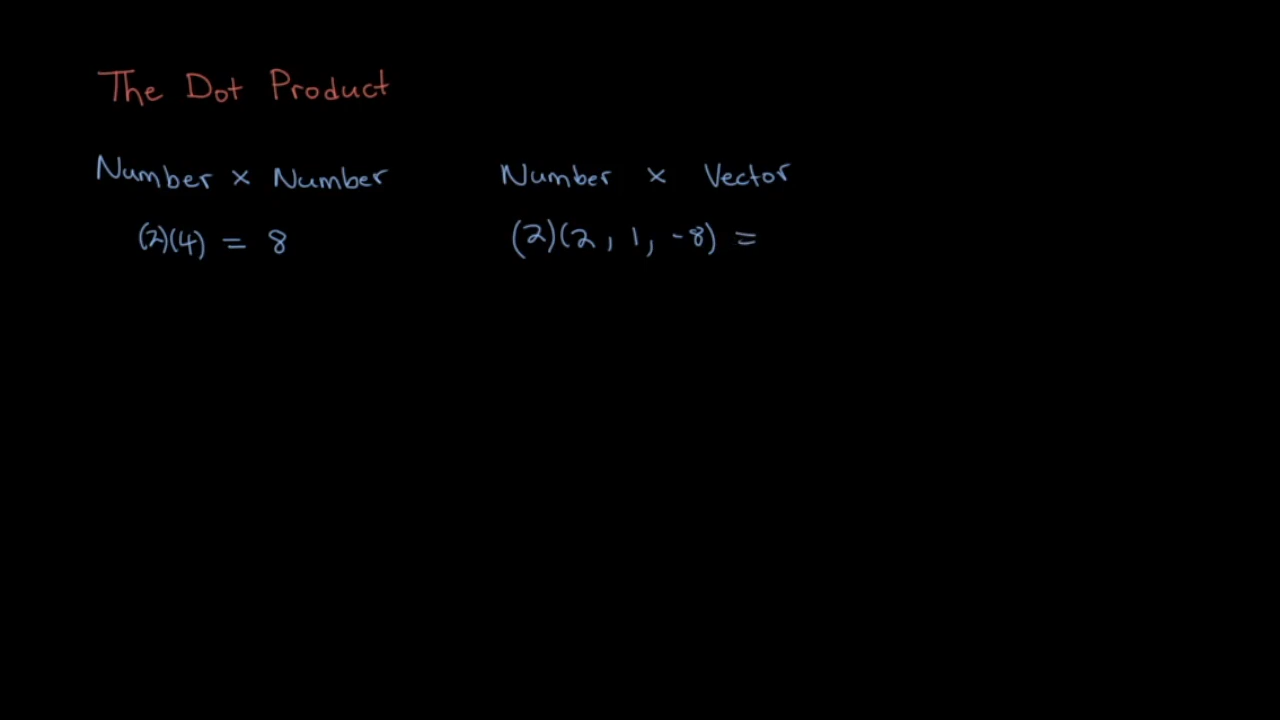 The Dot Product
Number × Number
Number × Vector
(2)(4) = 8
(2)(2, 1, -8) =